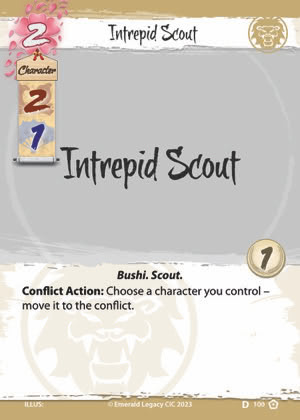 2
Intrepid Scout
Character
2
1
Intrepid Scout
1
Bushi. Scout.
Conflict Action: Choose a character you control –
move it to the conflict.
ILLUS:
© Emerald Legacy CIC 2023
D 100